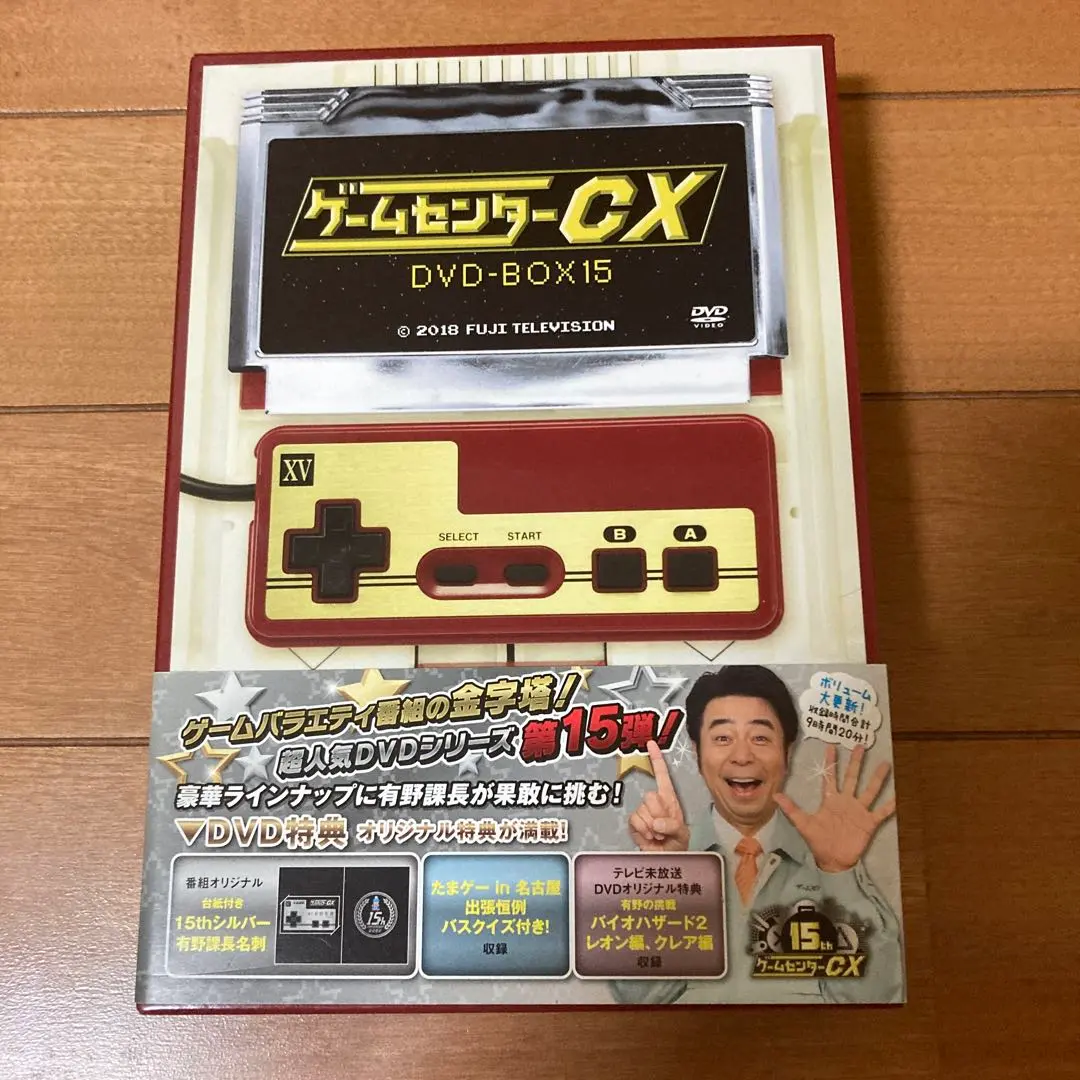 ゲームセンターCX
DVD-BOX15
© 2018 FUJI TELEVISION
DVD
VIDEO
XV
SELECT
START
B
A
ゲームバラエティ番組の金字塔！
超人気DVDシリーズ 第15弾！
豪華ラインナップに有野課長が果敢に挑む！
▼DVD特典 オリジナル特典が満載！
ボリューム
大更新！
収録時間合計
9時間20分！
番組オリジナル
台紙付き
15thシルバー
有野課長名刺
15th
たまゲー in 名古屋
出張恒例
バスクイズ付き！
収録
テレビ未放送
DVDオリジナル特典
有野の挑戦
バイオハザード2
レオン編、クレア編
収録
15th
ゲームセンターCX